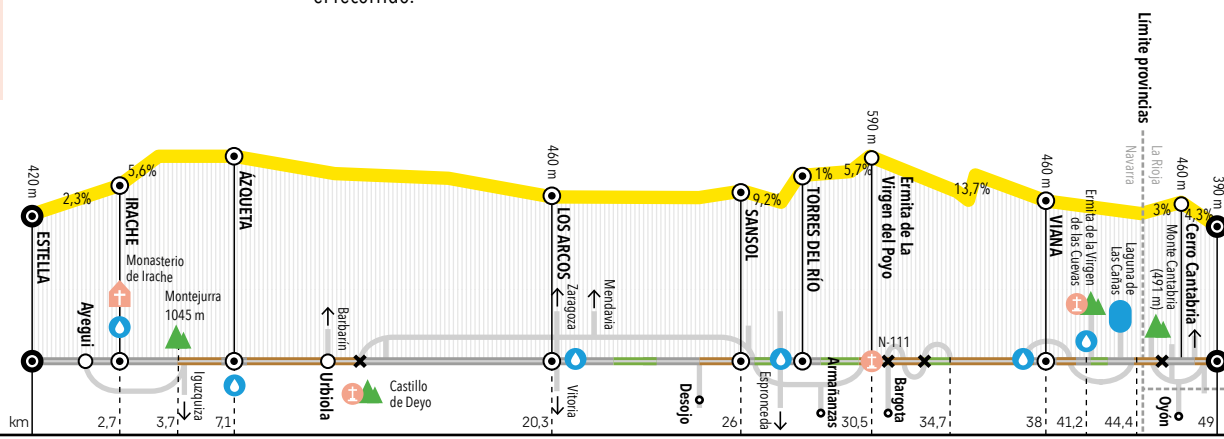 el recorrido.
420 m
2,3%
5,6%
460 m
9,2%
1%
5,7%
590 m
13,7%
460 m
Límite provincias
Navarra
La Rioja
3%
460 m
4,3%
390 m
ESTELLA
IRACHE
ÁZQUETA
LOS ARCOS
SANSOL
TORRES DEL RÍO
Ermita de La
Virgen del Poyo
VIANA
Ermita de la Virgen
de las Cuevas
Laguna de
Las Cañas
Monte Cantabria
(491 m)
Cerro Cantabria
Monasterio
de Irache
Montejurra
1045 m
Ayegui
Barbarin
Zaragoza
Mendavia
N-111
Iguzquiza
Urbiola
Castillo
de Deyo
Vitoria
Desojo
Espronceda
Armañanzas
Bargota
Oyón
km
2,7
3,7
7,1
20,3
26
30,5
34,7
38
41,2
44,4
49